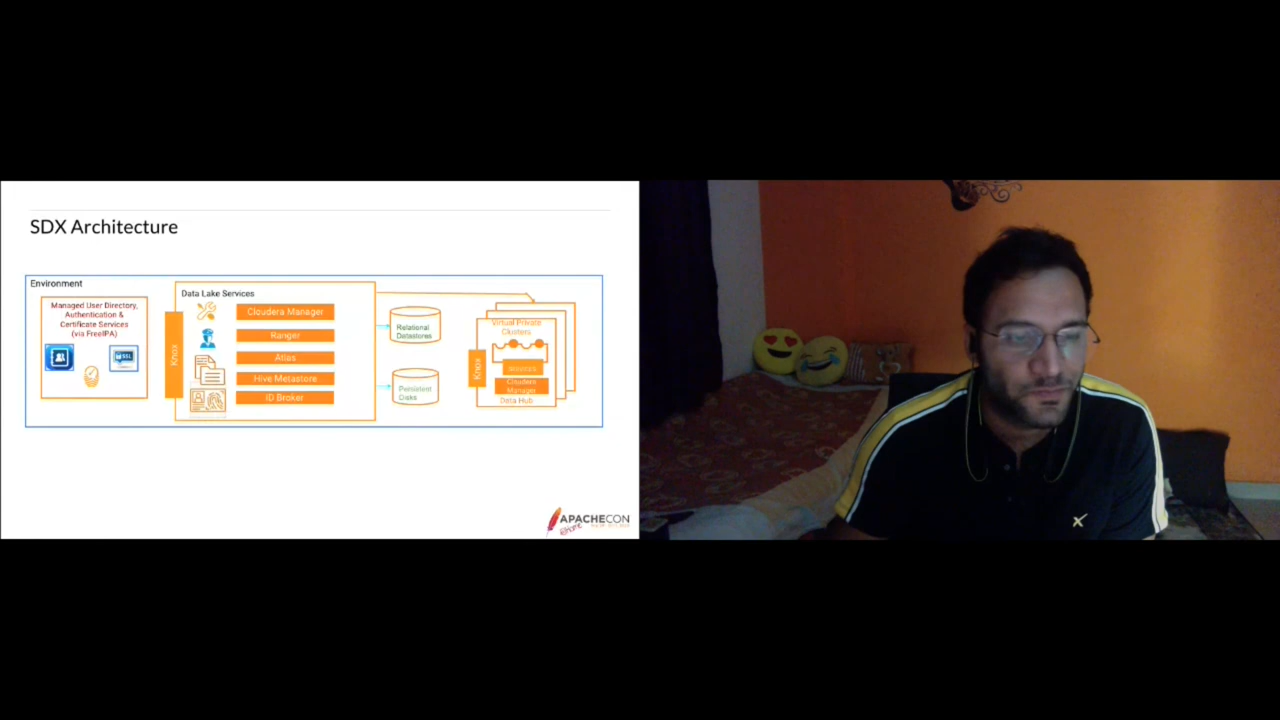 SDX Architecture
Environment
Managed User Directory,
Authentication &
Certificate Services
(via FreeIPA)
SSL
Knox
Data Lake Services
Cloudera Manager
Ranger
Atlas
Hive Metastore
ID Broker
Relational
Datastores
Persistent
Disks
Virtual Private
Clusters
Knox
Cloudera
Manager
Data Hub
APACHECON